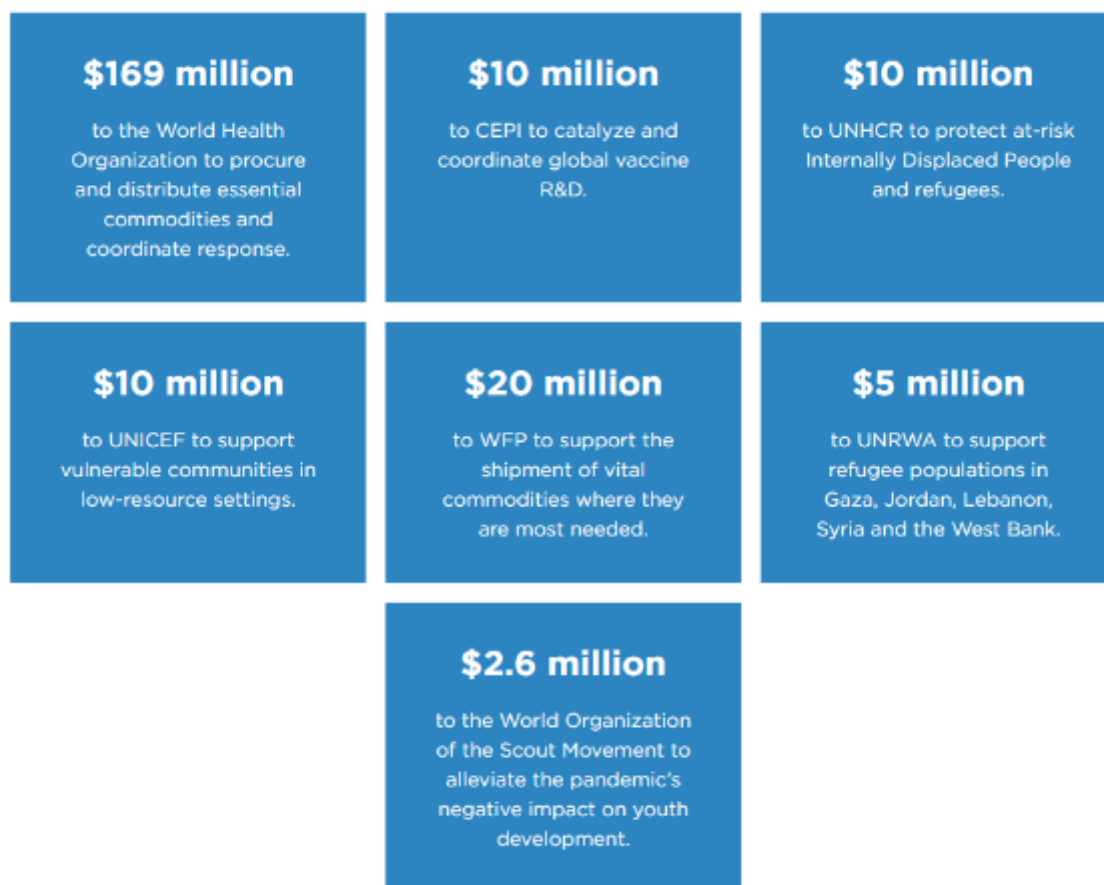 $169 million
to the World Health
Organization to procure
and distribute essential
commodities and
coordinate response.
$10 million
to CEPI to catalyze and
coordinate global vaccine
R&D.
$10 million
to UNHCR to protect at-risk
Internally Displaced People
and refugees.
$10 million
to UNICEF to support
vulnerable communities in
low-resource settings.
$20 million
to WFP to support the
shipment of vital
commodities where they
are most needed.
$5 million
to UNRWA to support
refugee populations in
Gaza, Jordan, Lebanon,
Syria and the West Bank.
$2.6 million
to the World Organization
of the Scout Movement to
alleviate the pandemic's
negative impact on youth
development.